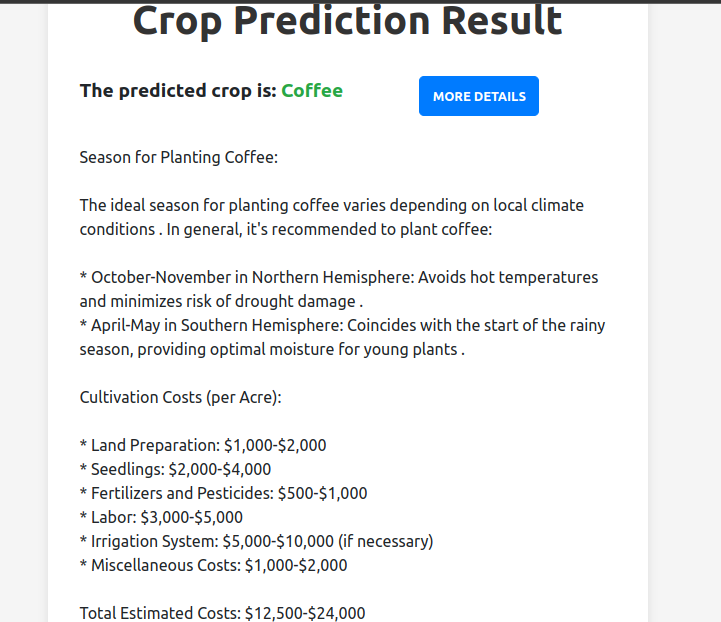 Crop Prediction Result
The predicted crop is: Coffee
MORE DETAILS
Season for Planting Coffee:
The ideal season for planting coffee varies depending on local climate
conditions . In general, it's recommended to plant coffee:
* October-November in Northern Hemisphere: Avoids hot temperatures
and minimizes risk of drought damage .
* April-May in Southern Hemisphere: Coincides with the start of the rainy
season, providing optimal moisture for young plants .
Cultivation Costs (per Acre):
* Land Preparation: $1,000-$2,000
* Seedlings: $2,000-$4,000
* Fertilizers and Pesticides: $500-$1,000
* Labor: $3,000-$5,000
* Irrigation System: $5,000-$10,000 (if necessary)
* Miscellaneous Costs: $1,000-$2,000
Total Estimated Costs: $12,500-$24,000